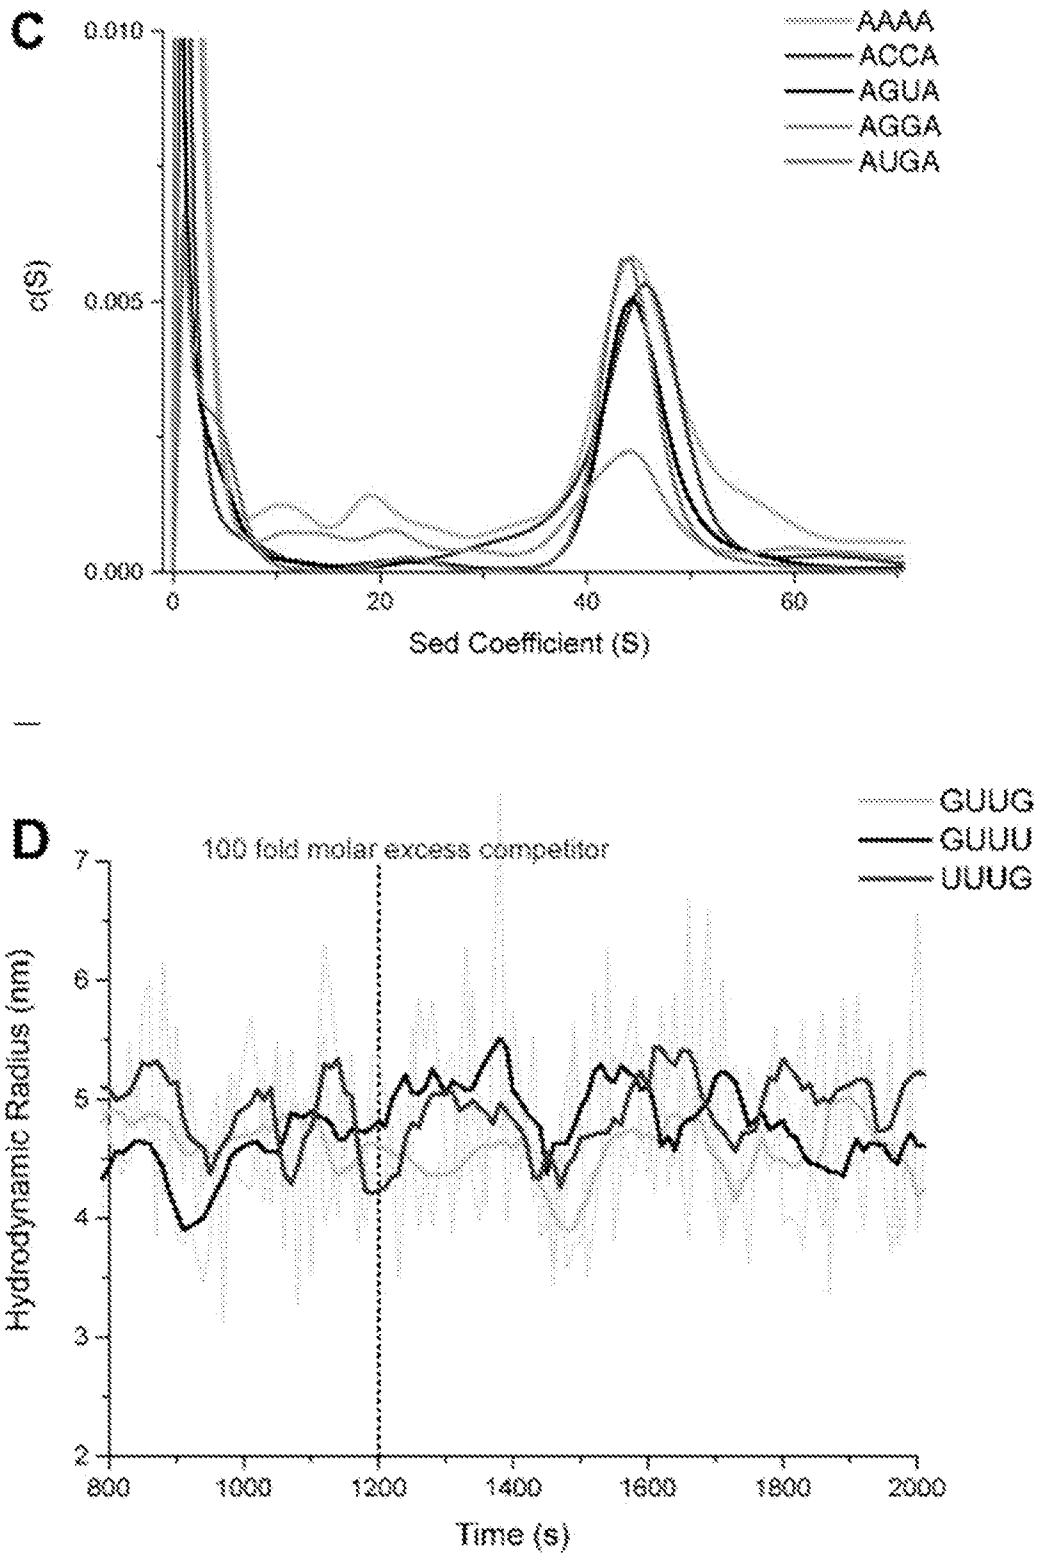 C
AAAA
ACCA
AGUA
AGGA
AUGA
c(S)
0.010
0.005
0.000
0 20 40 60
Sed Coefficient (S)
D
GUUG
GUUU
UUUG
100 fold molar excess competitor
Hydrodynamic Radius (nm)
7
6
5
4
3
2
800 1000 1200 1400 1600 1800 2000
Time (s)